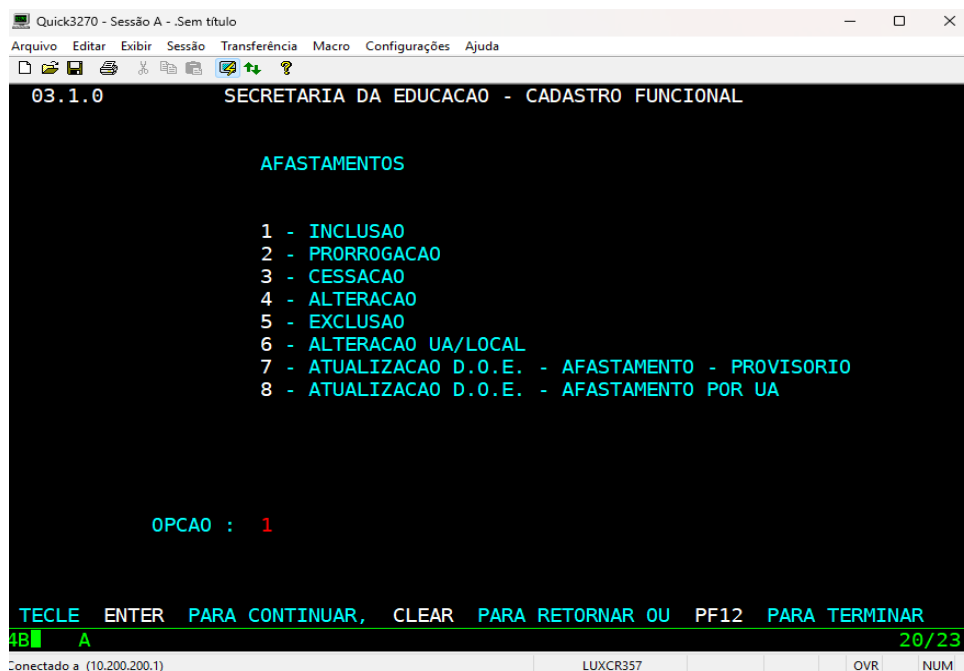 Quick3270 - Sessão A - .Sem título
Arquivo Editar Exibir Sessão Transferência Macro Configurações Ajuda
03.1.0 SECRETARIA DA EDUCACAO - CADASTRO FUNCIONAL
AFASTAMENTOS
1 - INCLUSAO
2 - PRORROGACAO
3 - CESSACAO
4 - ALTERACAO
5 - EXCLUSAO
6 - ALTERACAO UA/LOCAL
7 - ATUALIZACAO D.O.E. - AFASTAMENTO - PROVISORIO
8 - ATUALIZACAO D.O.E. - AFASTAMENTO POR UA
OPCAO : 1
TECLE ENTER PARA CONTINUAR, CLEAR PARA RETORNAR OU PF12 PARA TERMINAR
4B A 20/23
Conectado a (10.200.200.1) LUXCR357 OVR NUM